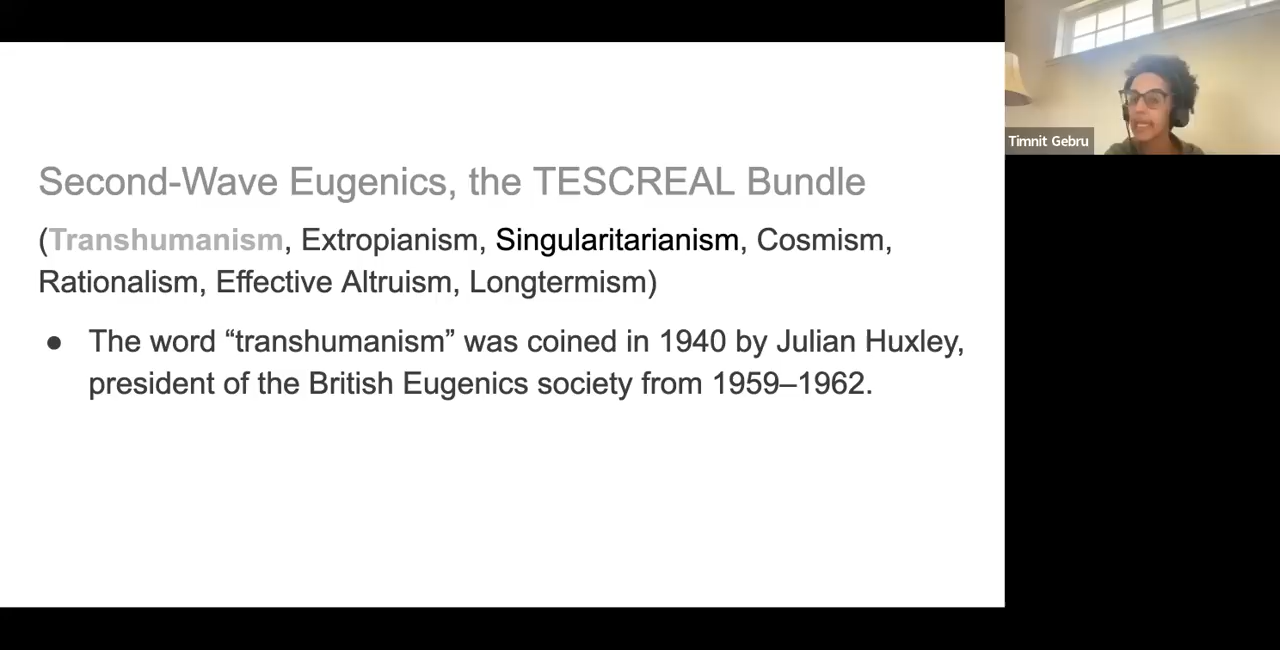 Second-Wave Eugenics, the TESCREAL Bundle
(Transhumanism, Extropianism, Singularitarianism, Cosmism,
Rationalism, Effective Altruism, Longtermism)
● The word “transhumanism” was coined in 1940 by Julian Huxley,
president of the British Eugenics society from 1959–1962.
Timnit Gebru